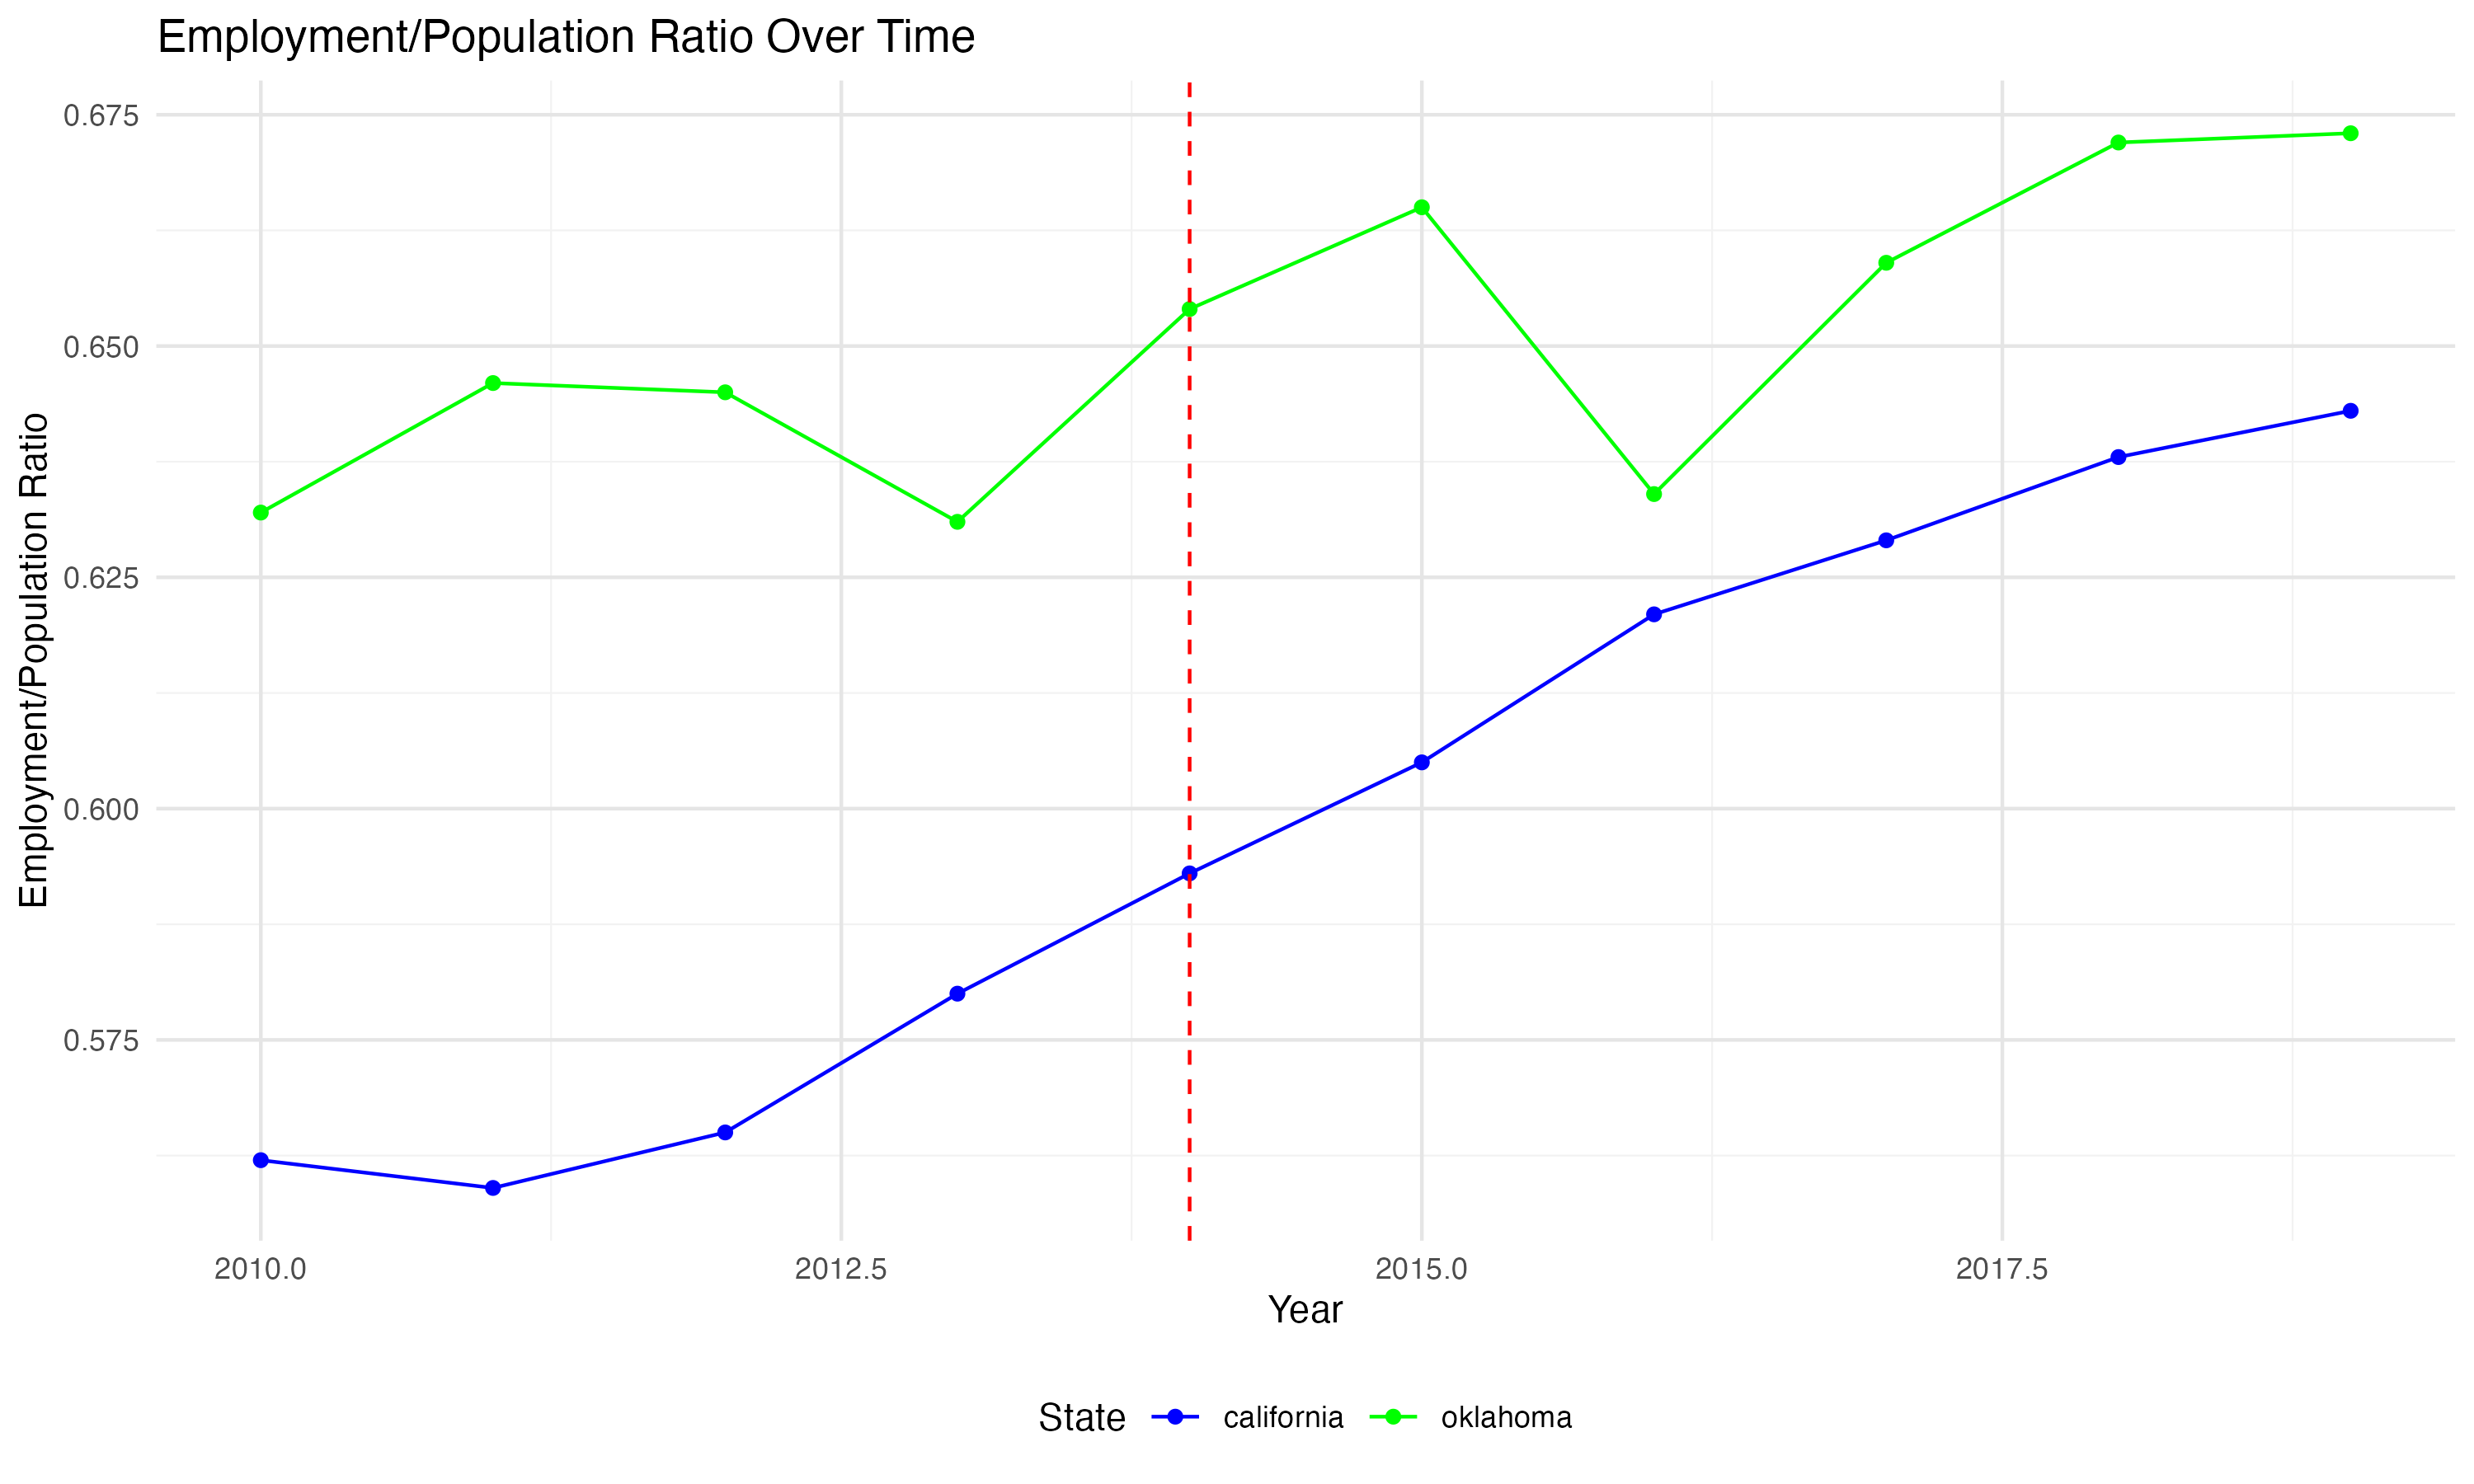 Employment/Population Ratio Over Time
Employment/Population Ratio
0.675
0.650
0.625
0.600
0.575
2010.0 2012.5 2015.0 2017.5
Year
State california oklahoma